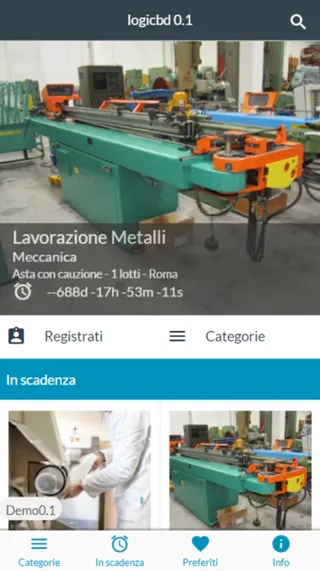 logicbd 0.1
Lavorazione Metalli
Meccanica
Asta con cauzione - 1 lotti - Roma
--688d -17h -53m -11s
Registrati
Categorie
In scadenza
Demo0.1
Categorie
In scadenza
Preferiti
Info